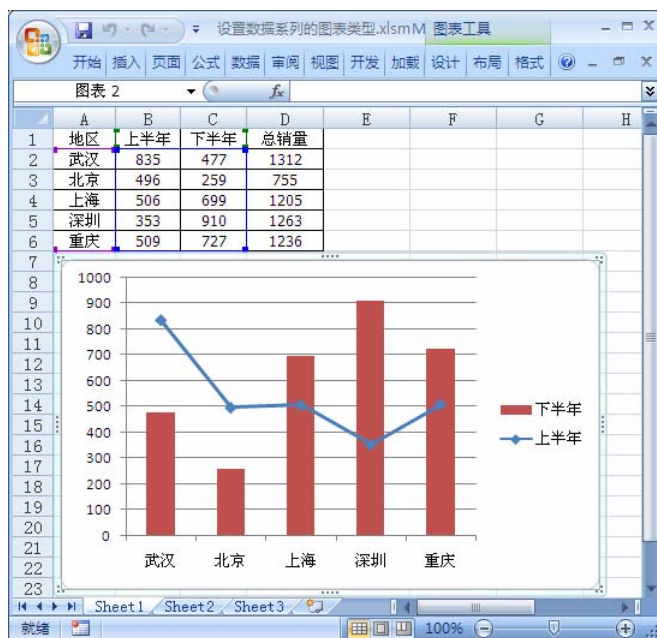 设置数据系列的图表类型.xlsmM 图表工具
开始 插入 页面 公式 数据 审阅 视图 开发 加载 设计 布局 格式
图表 2 fx
A B C D E F G H
1 地区 上半年 下半年 总销量
2 武汉 835 477 1312
3 北京 496 259 755
4 上海 506 699 1205
5 深圳 353 910 1263
6 重庆 509 727 1236
7
8 1000
9 900
10 800
11 700
12 600
13 500
14 400
15 300
16 200
17 100
18 0
19
20
21
22
23
下半年
上半年
武汉 北京 上海 深圳 重庆
Sheet1 Sheet2 Sheet3
就绪 100%